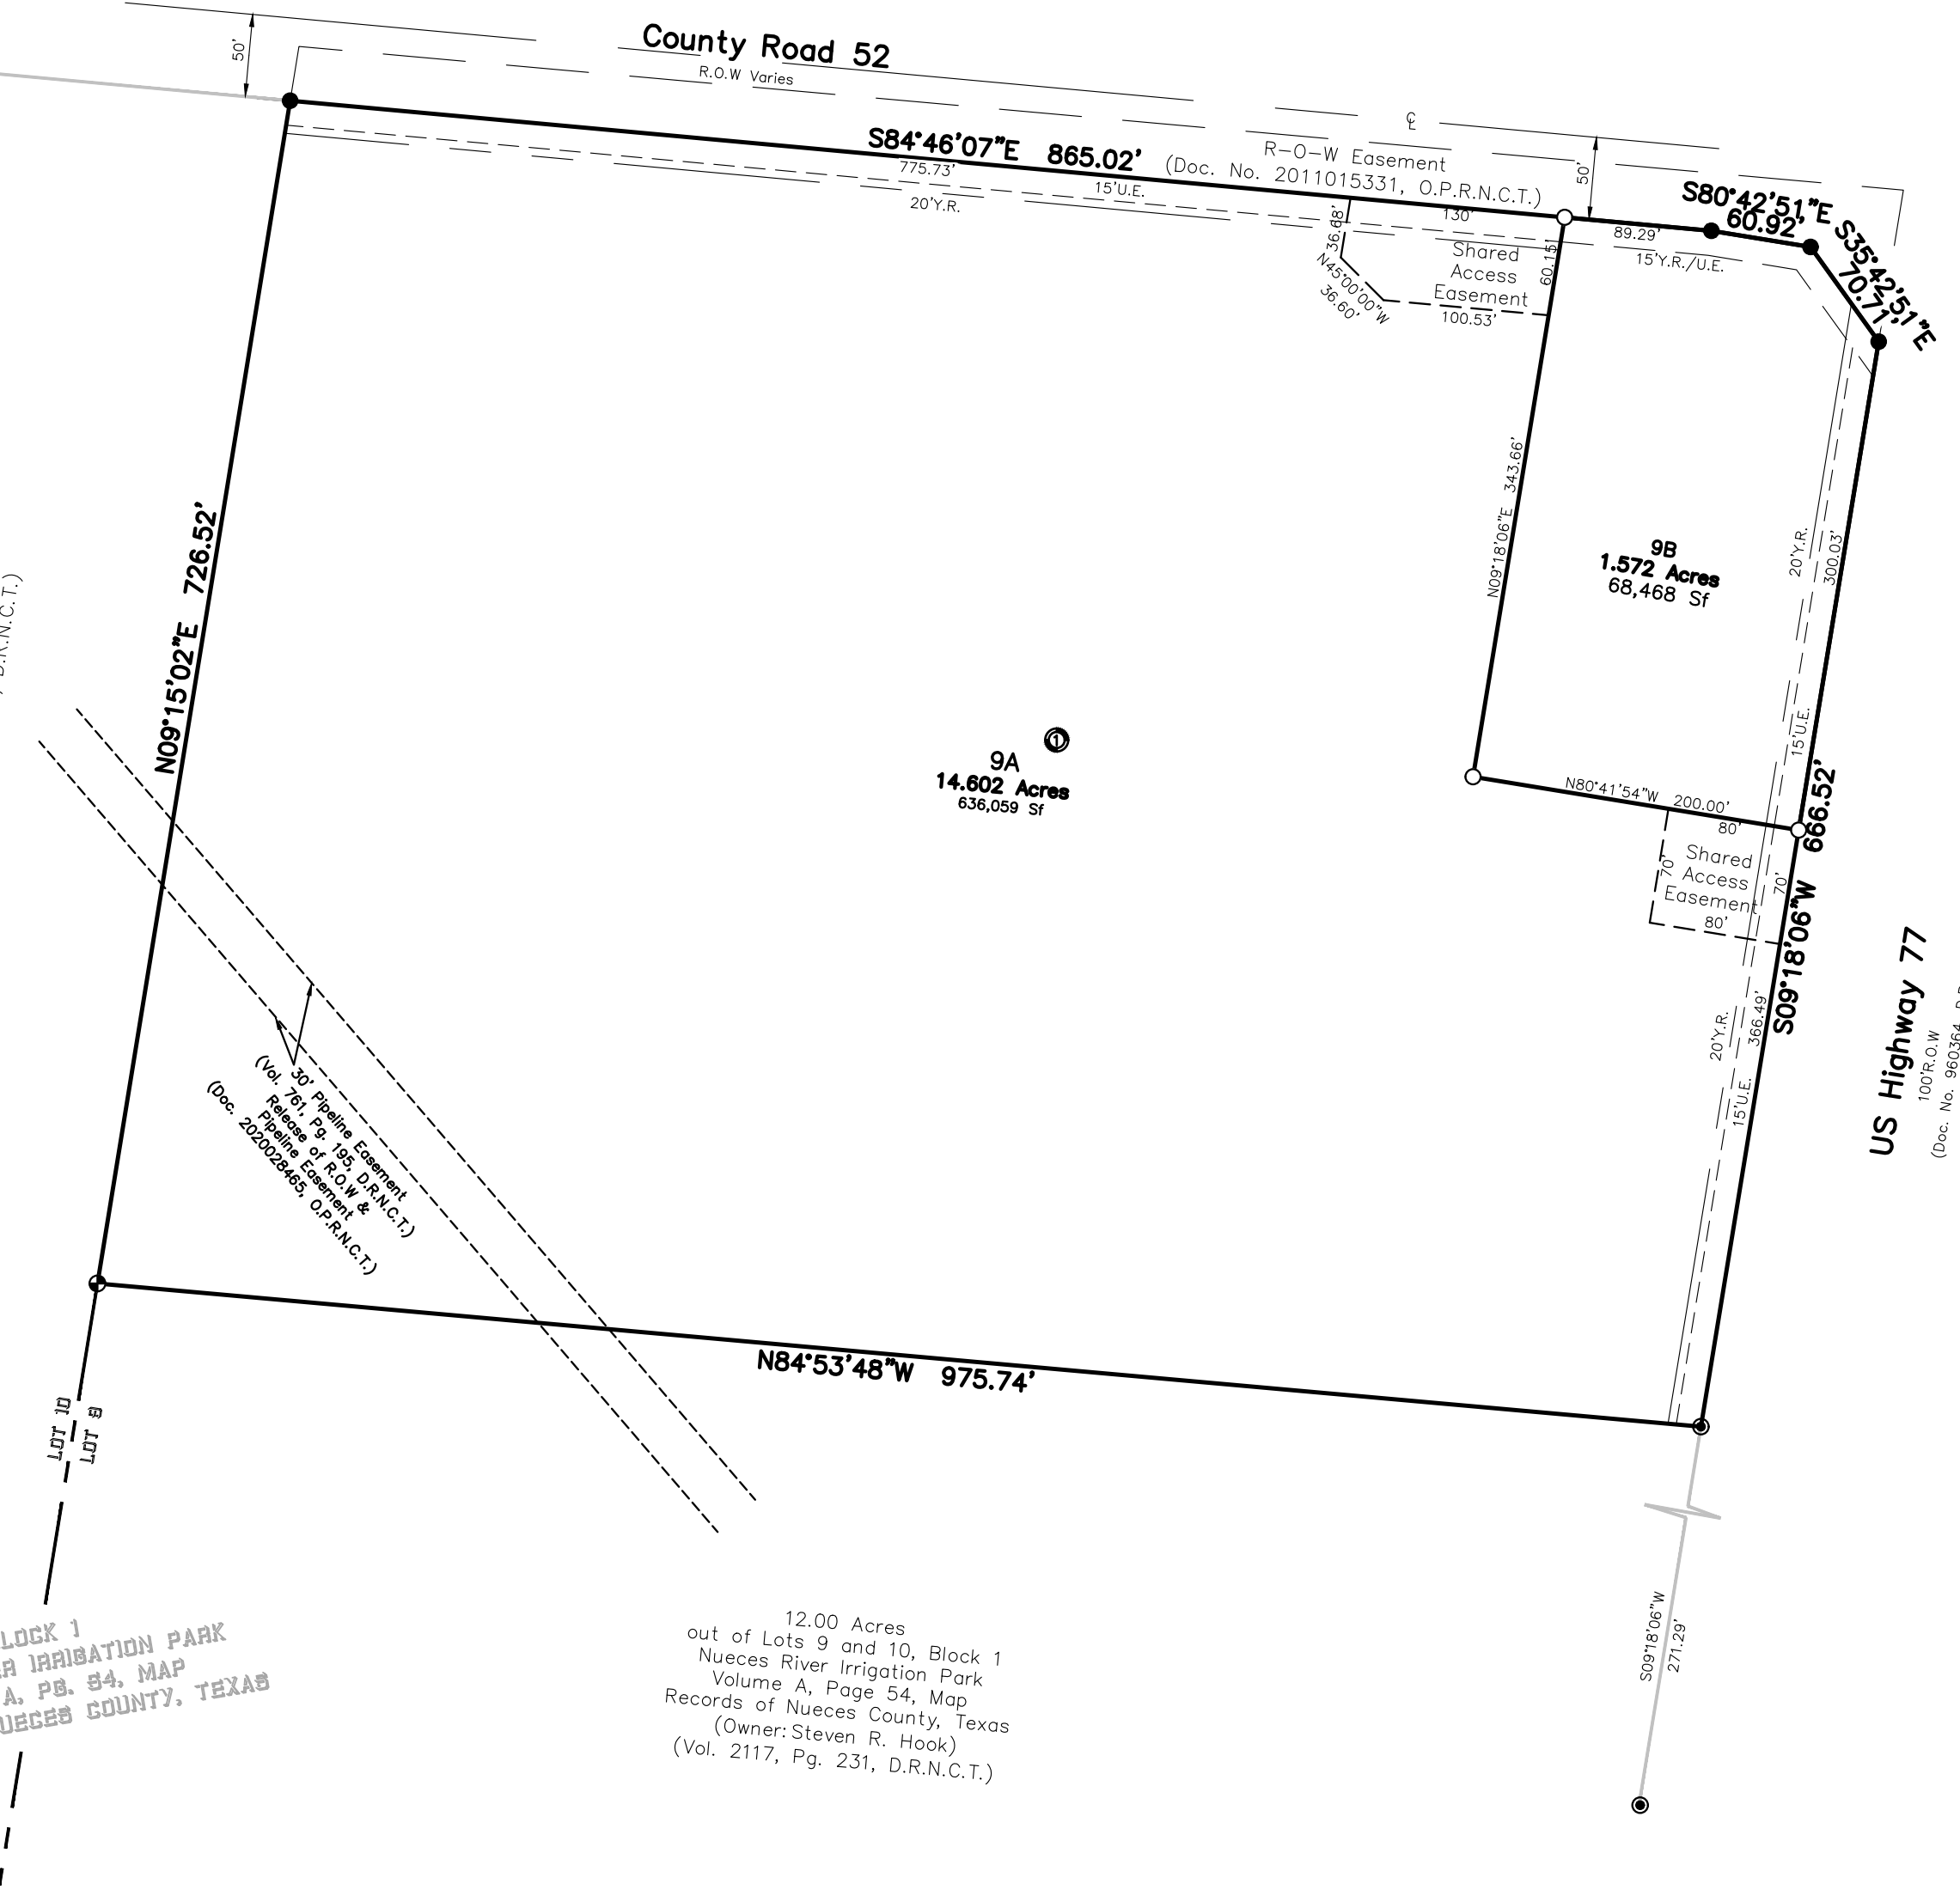 County Road 52
R.O.W Varies
50'
℄
S84°46'07"E 865.02'
775.73'
15'U.E.
20'Y.R.
R-O-W Easement
(Doc. No. 2011015331, O.P.R.N.C.T.)
50'
S80°42'51"E
60.92'
S35°42'51"E
70.71'
130'
89.29'
15'Y.R./U.E.
36.68'
N45°00'00"W
36.60'
Shared
Access
Easement
100.53'
60.15'
N09°18'06"E 343.66'
9B
1.572 Acres
68,468 Sf
20'Y.R.
300.03'
15'U.E.
N09°15'02"E 726.52'
D.R.N.C.T.)
1
9A
14.602 Acres
636,059 Sf
N80°41'54"W 200.00'
80'
Shared
Access
Easement
70'
70'
80'
S09°18'06"W 666.52'
20'Y.R.
366.49'
15'U.E.
US Highway 77
100'R.O.W
(Doc. No. 960364,
30' Pipeline Easement
(Vol. 761, Pg. 195, D.R.N.C.T.)
Release of R.O.W &
Pipeline Easement
(Doc. 2020028465, O.P.R.N.C.T.)
N84°53'48"W 975.74'
LOT 10
LOT 9
S09°18'06"W
271.29'
LOCK 1
R IRRIGATION PARK
A, PG. 54, MAP
UECES COUNTY, TEXAS
12.00 Acres
out of Lots 9 and 10, Block 1
Nueces River Irrigation Park
Volume A, Page 54, Map
Records of Nueces County, Texas
(Owner: Steven R. Hook)
(Vol. 2117, Pg. 231, D.R.N.C.T.)